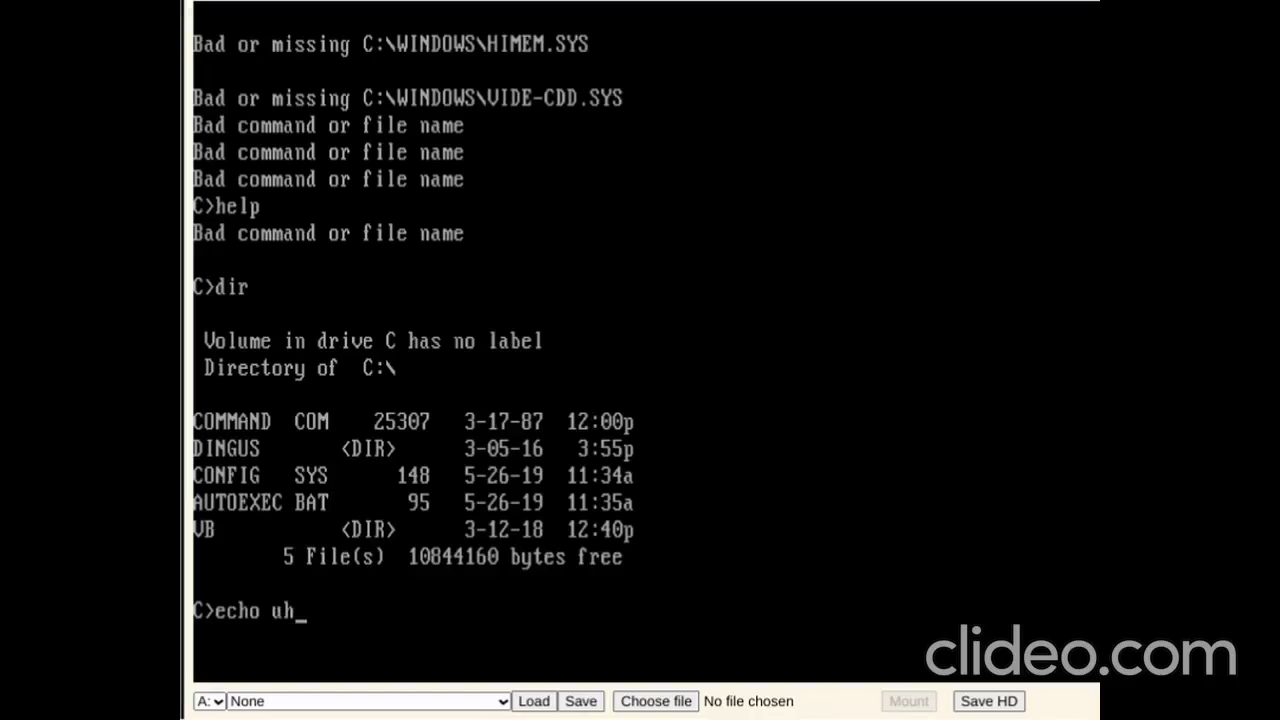 Bad or missing C:\WINDOWS\HIMEM.SYS
Bad or missing C:\WINDOWS\VIDE-CDD.SYS
Bad command or file name
Bad command or file name
Bad command or file name
C>help
Bad command or file name
C>dir
Volume in drive C has no label
Directory of C:\
COMMAND COM 25307 3-17-87 12:00p
DINGUS <DIR> 3-05-16 3:55p
CONFIG SYS 148 5-26-19 11:34a
AUTOEXEC BAT 95 5-26-19 11:35a
VB <DIR> 3-12-18 12:40p
5 File(s) 10844160 bytes free
C>echo uh_
clideo.com
A: None Load Save Choose file No file chosen Mount Save HD